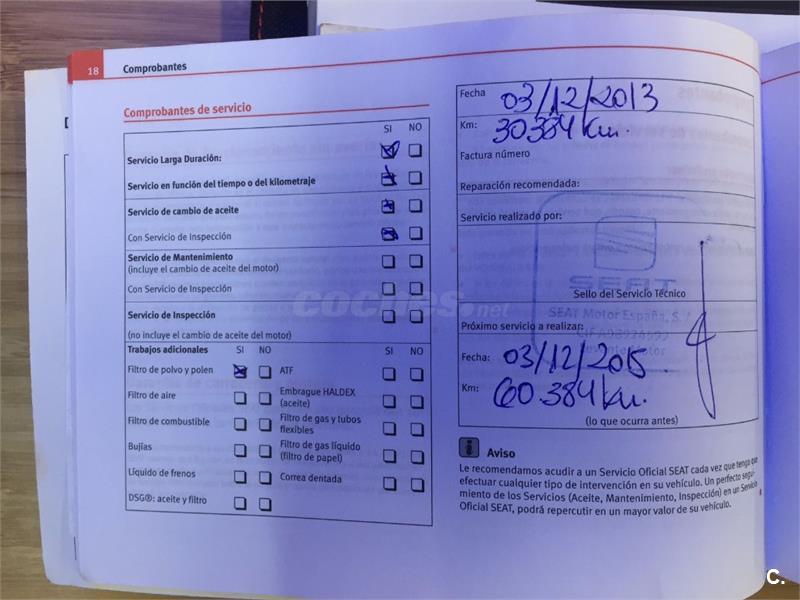 18 Comprobantes
Comprobantes de servicio
SI NO
Servicio Larga Duración:
Servicio en función del tiempo o del kilometraje
Servicio de cambio de aceite
Con Servicio de Inspección
Servicio de Mantenimiento
(incluye el cambio de aceite del motor)
Con Servicio de Inspección
Servicio de Inspección
(no incluye el cambio de aceite del motor)
Trabajos adicionales SI NO SI NO
Filtro de polvo y polen ATF
Filtro de aire Embrague HALDEX
(aceite)
Filtro de combustible Filtro de gas y tubos
flexibles
Bujías Filtro de gas líquido
(filtro de papel)
Líquido de frenos Correa dentada
DSG®: aceite y filtro
Fecha 03/12/2013
Km: 30.384 Km.
Factura número
Reparación recomendada:
Servicio realizado por:
SEAT
Sello del Servicio Técnico
SEAT Motor España, S.
Próximo servicio a realizar:
Fecha: 03/12/2015.
Km: 60.384 Km.
(lo que ocurra antes)
i Aviso
Le recomendamos acudir a un Servicio Oficial SEAT cada vez que tenga que
efectuar cualquier tipo de intervención en su vehículo. Un perfecto segui-
miento de los Servicios (Aceite, Mantenimiento, Inspección) en un Servicio
Oficial SEAT, podrá repercutir en un mayor valor de su vehículo.
coches.net
C.